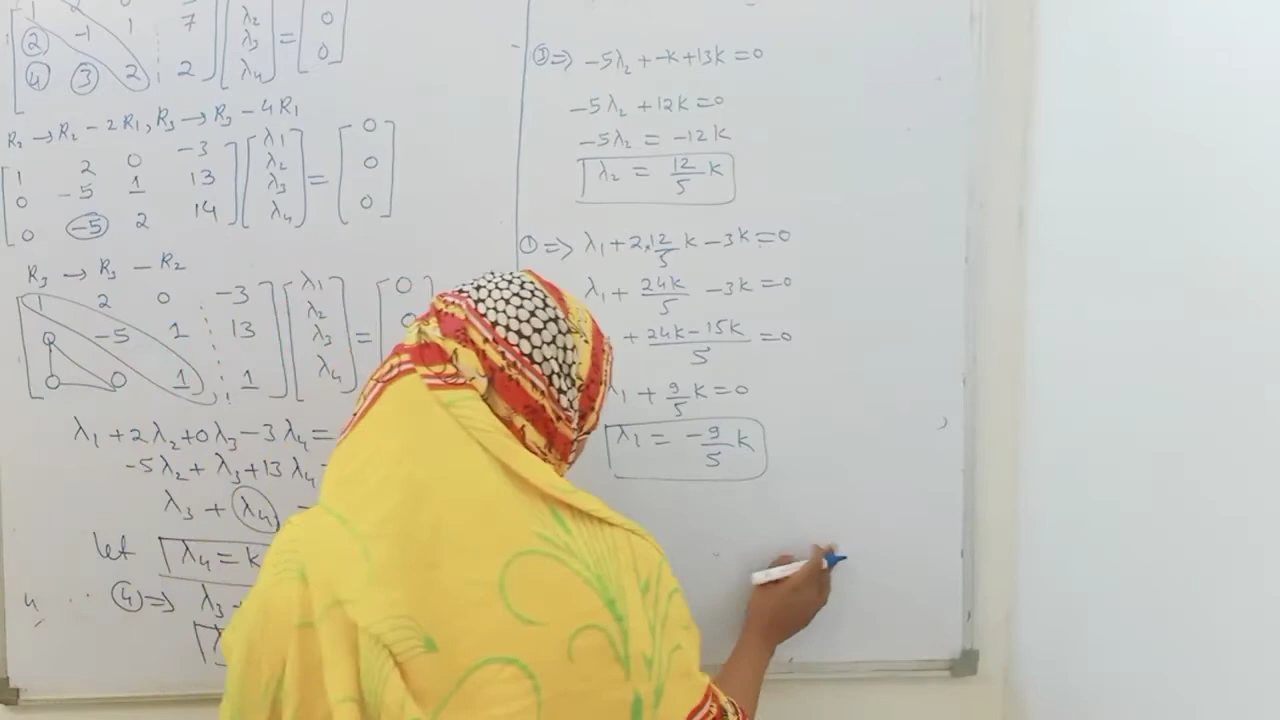 2 -1 1 7 λ₂ 0
4 3 2 2 λ₃ = 0
λ₄
R₂ → R₂ - 2R₁, R₃ → R₃ - 4R₁
1 2 0 -3 λ₁ 0
0 -5 1 13 λ₂ 0
0 -5 2 14 λ₃ = 0
λ₄
R₃ → R₃ - R₂
1 2 0 -3 λ₁ 0
0 -5 1 13 λ₂ 0
0 0 1 1 λ₃ =
λ₄
λ₁ + 2λ₂ + 0λ₃ - 3λ₄ =
-5λ₂ + λ₃ + 13λ₄
λ₃ + λ₄
let λ₄ = k
④ ⇒ λ₃
③ ⇒ -5λ₂ + -k + 13k = 0
-5λ₂ + 12k = 0
-5λ₂ = -12k
λ₂ = 12/5 k
① ⇒ λ₁ + 2×12/5 k - 3k = 0
λ₁ + 24k/5 - 3k = 0
+ 24k - 15k/5 = 0
λ₁ + 9/5 k = 0
λ₁ = -9/5 k